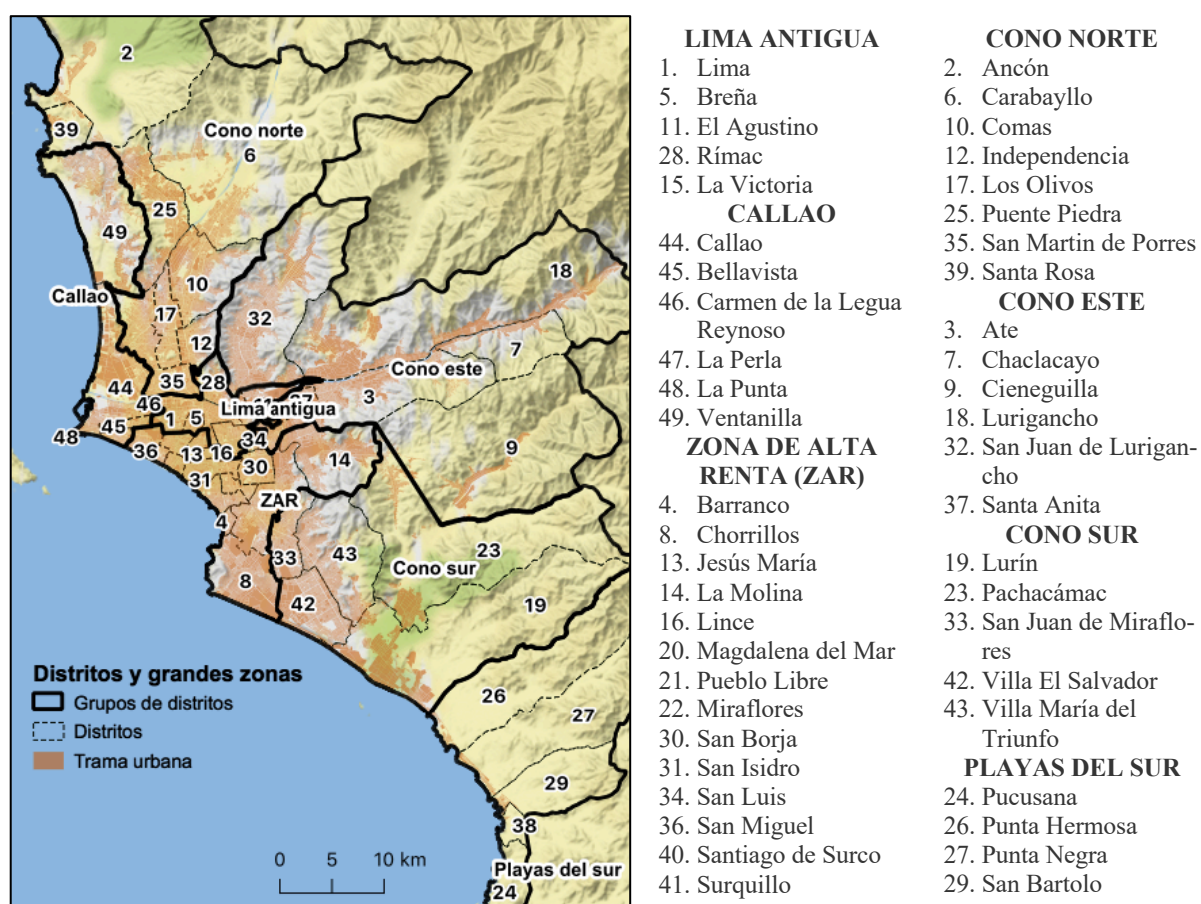 2
39
Cono norte
6
25
49
18
10
Callao
32
17
7
12
Cono este
35
28
3
44
37
46
Lima antigua
1
5
45
34
48
9
36
13
16
14
30
31
ZAR
4
23
33
43
Cono sur
8
42
19
26
27
29
38
Playas del sur
24
Distritos y grandes zonas
Grupos de distritos
Distritos
Trama urbana
0 5 10 km
LIMA ANTIGUA
1. Lima
5. Breña
11. El Agustino
28. Rímac
15. La Victoria
CALLAO
44. Callao
45. Bellavista
46. Carmen de la Legua
Reynoso
47. La Perla
48. La Punta
49. Ventanilla
ZONA DE ALTA
RENTA (ZAR)
4. Barranco
8. Chorrillos
13. Jesús María
14. La Molina
16. Lince
20. Magdalena del Mar
21. Pueblo Libre
22. Miraflores
30. San Borja
31. San Isidro
34. San Luis
36. San Miguel
40. Santiago de Surco
41. Surquillo
CONO NORTE
2. Ancón
6. Carabayllo
10. Comas
12. Independencia
17. Los Olivos
25. Puente Piedra
35. San Martin de Porres
39. Santa Rosa
CONO ESTE
3. Ate
7. Chaclacayo
9. Cieneguilla
18. Lurigancho
32. San Juan de Lurigan-
cho
37. Santa Anita
CONO SUR
19. Lurín
23. Pachacámac
33. San Juan de Miraflo-
res
42. Villa El Salvador
43. Villa María del
Triunfo
PLAYAS DEL SUR
24. Pucusana
26. Punta Hermosa
27. Punta Negra
29. San Bartolo